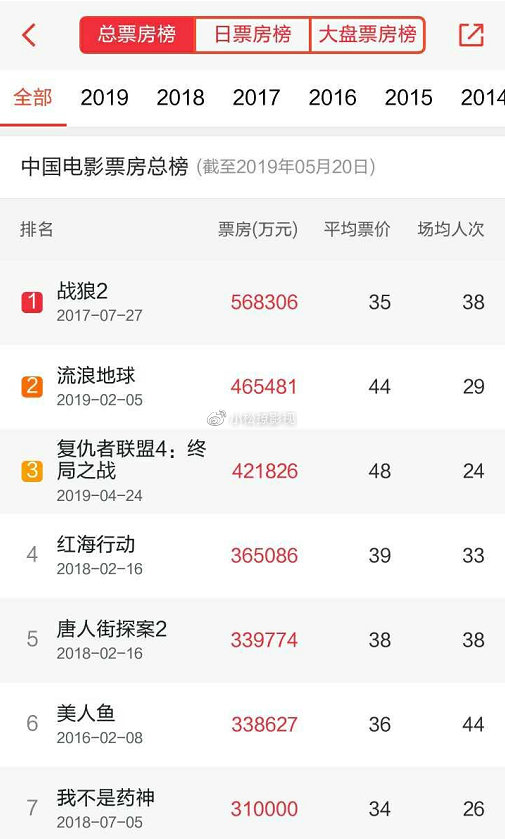 总票房榜 日票房榜 大盘票房榜
全部 2019 2018 2017 2016 2015 2014
中国电影票房总榜 (截至2019年05月20日)
排名 票房(万元) 平均票价 场均人次
1 战狼2 568306 35 38
2017-07-27
2 流浪地球 465481 44 29
2019-02-05
复仇者联盟4：终
3 局之战 421826 48 24
2019-04-24
4 红海行动 365086 39 33
2018-02-16
5 唐人街探案2 339774 38 38
2018-02-16
6 美人鱼 338627 36 44
2016-02-08
7 我不是药神 310000 34 26
2018-07-05